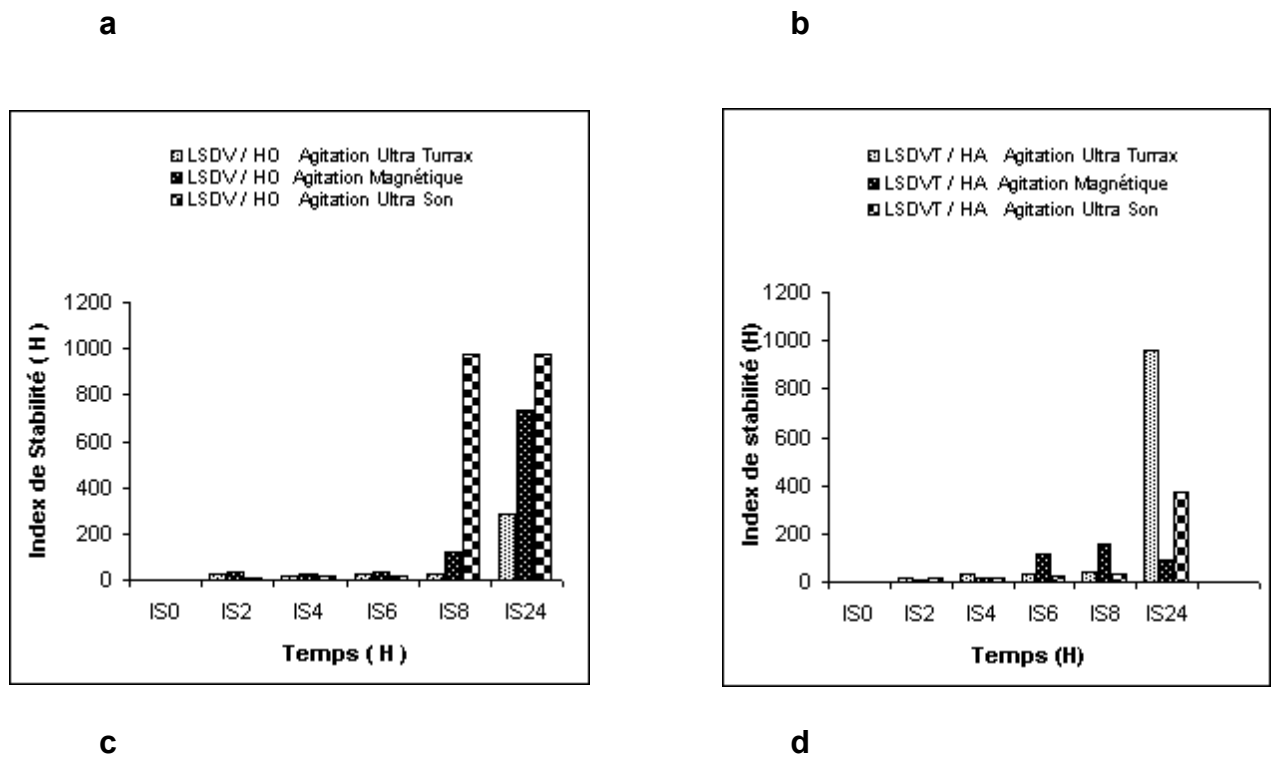 a
b
LSDV / HO Agitation Ultra Turrax
LSDV / HO Agitation Magnétique
LSDV / HO Agitation Ultra Son
Index de Stabilité ( H )
1200
1000
800
600
400
200
0
IS0 IS2 IS4 IS6 IS8 IS24
Temps ( H )
LSDVT / HA Agitation Ultra Turrax
LSDVT / HA Agitation Magnétique
LSDVT / HA Agitation Ultra Son
Index de stabilité (H)
1200
1000
800
600
400
200
0
IS0 IS2 IS4 IS6 IS8 IS24
Temps (H)
c
d